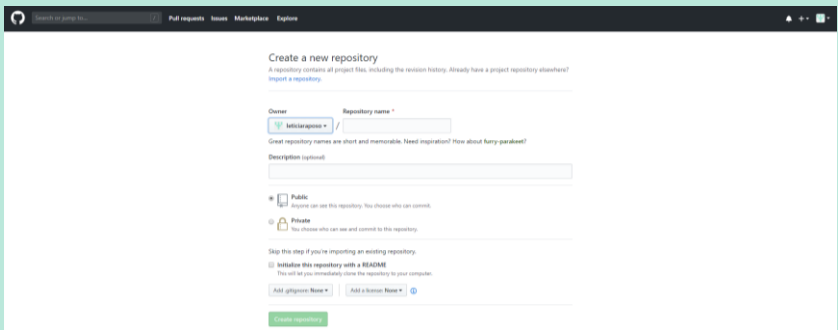 Search or jump to... /
Pull requests Issues Marketplace Explore
Create a new repository
A repository contains all project files, including the revision history. Already have a project repository elsewhere?
Import a repository.
Owner Repository name *
leticiaraposo /
Great repository names are short and memorable. Need inspiration? How about furry-parakeet?
Description (optional)
Public
Anyone can see this repository. You choose who can commit.
Private
You choose who can see and commit to this repository.
Skip this step if you're importing an existing repository.
Initialize this repository with a README
This will let you immediately clone the repository to your computer.
Add .gitignore: None Add a license: None
Create repository